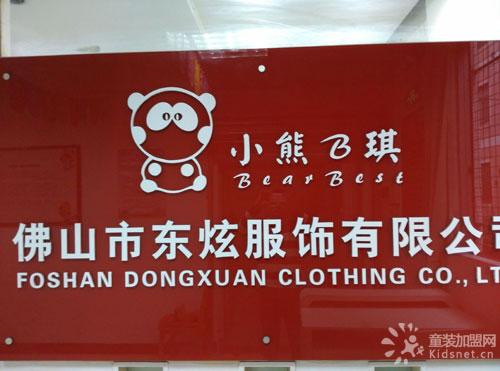 小熊B琪
BearBest
佛山市东炫服饰有限公司
FOSHAN DONGXUAN CLOTHING CO., LT
童装加盟网
Kidsnet.cn